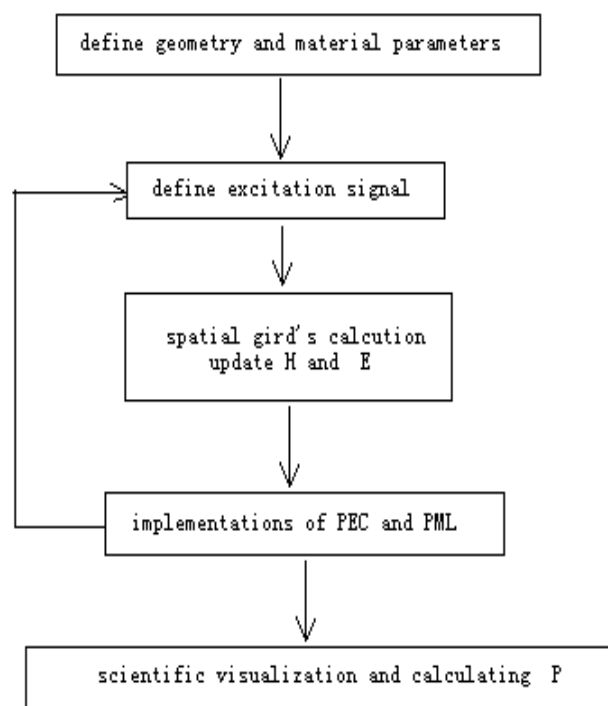 define geometry and material parameters
define excitation signal
spatial gird's calcution
update H and E
implementations of PEC and PML
scientific visualization and calculating P